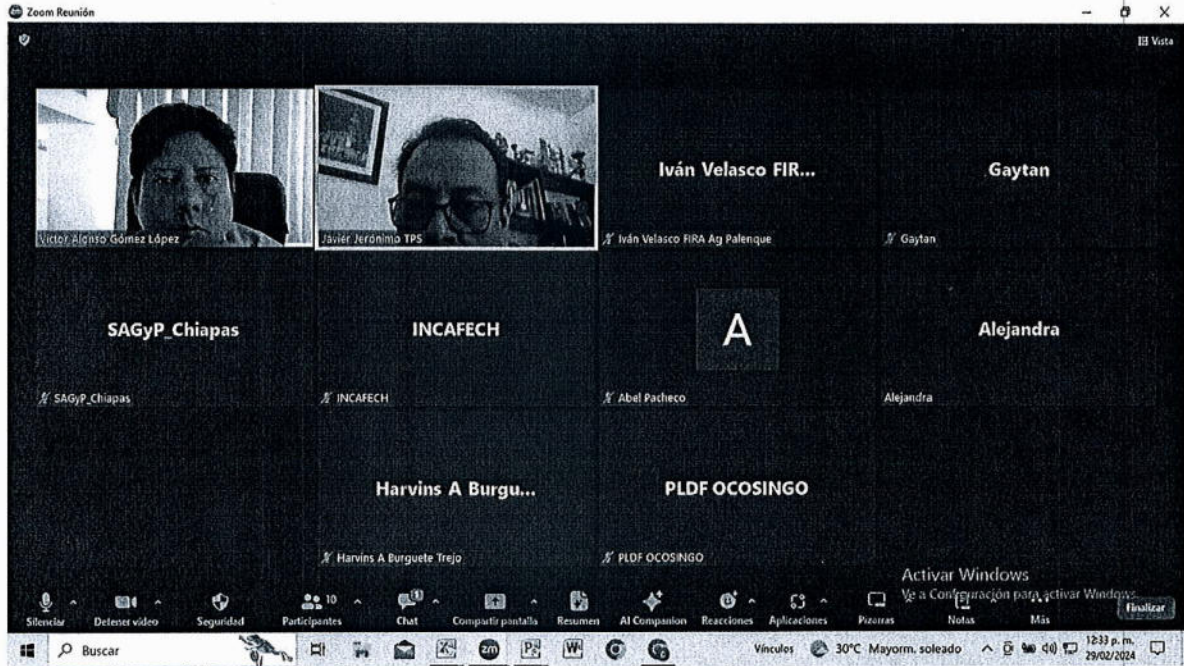 Zoom Reunión
Vista
Víctor Alonso Gómez López
Javier Jerónimo TPS
Iván Velasco FIR...
Iván Velasco FIRA Ag Palenque
Gaytan
Gaytan
SAGyP_Chiapas
SAGyP_Chiapas
INCAFECH
INCAFECH
A
Abel Pacheco
Alejandra
Alejandra
Harvins A Burgu...
Harvins A Burguete Trejo
PLDF OCOSINGO
PLDF OCOSINGO
Activar Windows
Ve a Configuración para activar Windows.
10
1
Silenciar
Detener video
Seguridad
Participantes
Chat
Compartir pantalla
Resumen
AI Companion
Reacciones
Aplicaciones
Pizarras
Notas
Más
Finalizar
Buscar
zm
Vínculos
30°C Mayorm. soleado
12:33 p. m.
29/02/2024